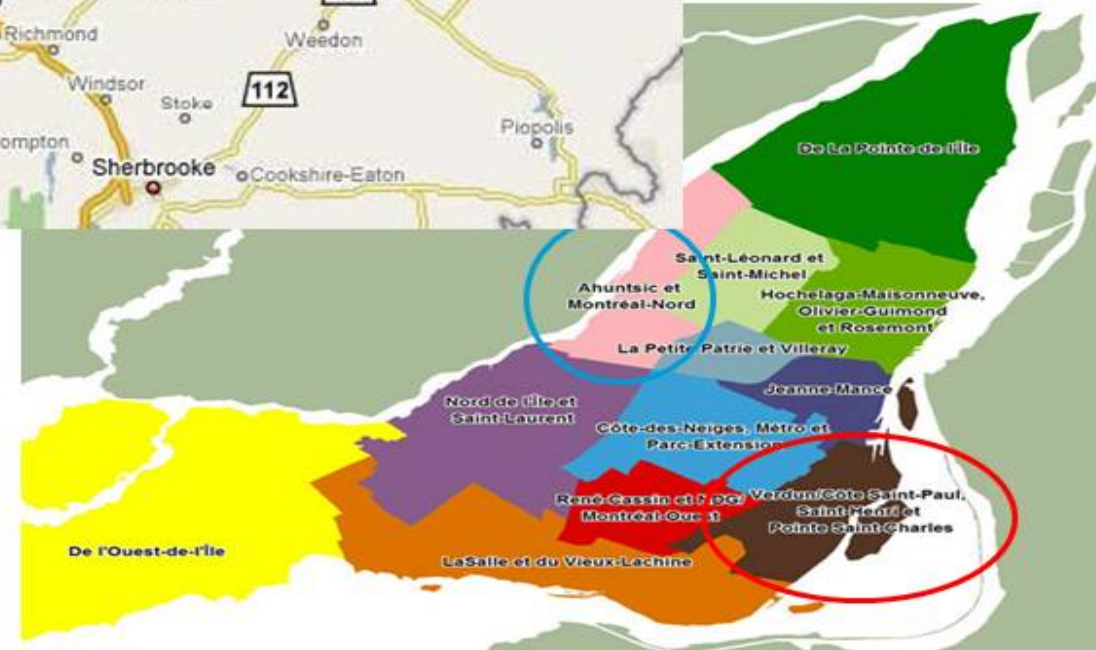 Richmond
Weedon
Windsor
112
Stoke
Piopolis
ompton
Sherbrooke
Cookshire-Eaton
De La Pointe de l'Île
Saint-Léonard et
Saint-Michel
Ahuntsic et
Montréal-Nord
Hochelaga-Maisonneuve,
Olivier-Guimond
et Rosemont
La Petite Patrie et Villeray
Jeanne-Mance
Nord de l'Île et
Saint-Laurent
Côte-des-Neiges, Métro et
Parc-Extension
René-Cassin et NDG/
Montréal-Ouest
Verdun/Côte Saint-Paul,
Saint-Henri et
Pointe Saint-Charles
De l'Ouest-de-l'Île
LaSalle et du Vieux-Lachine